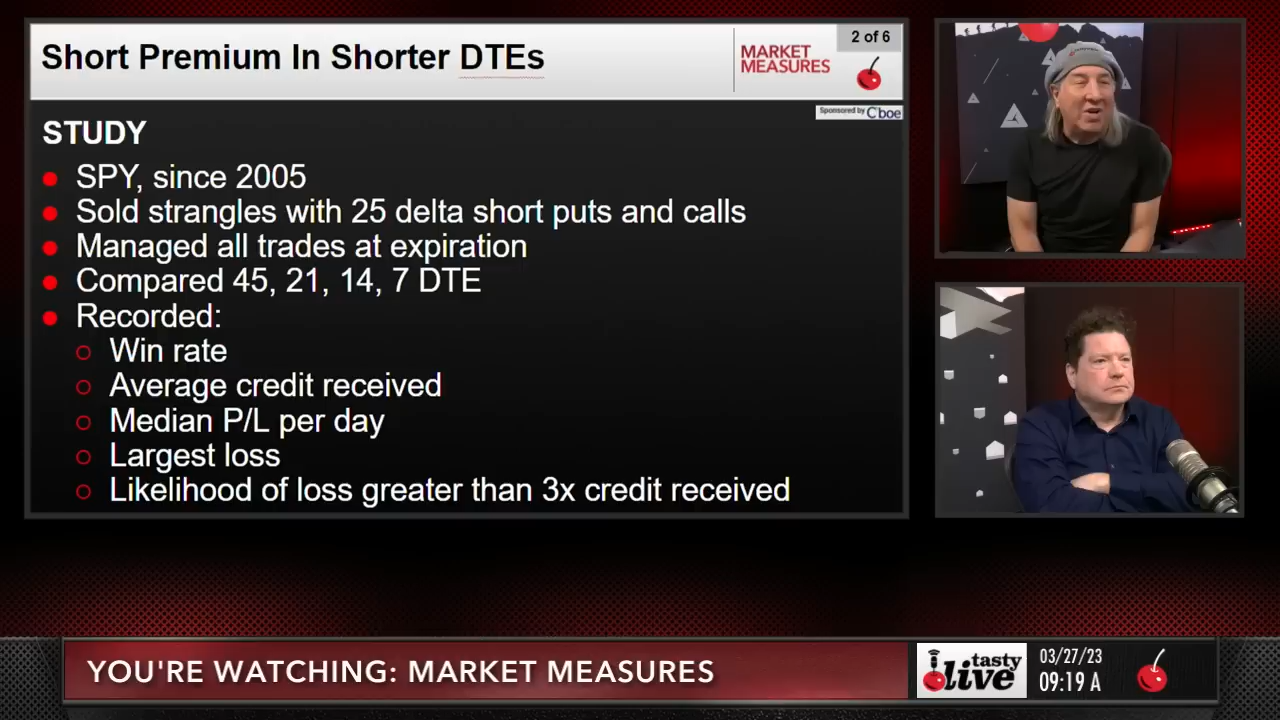 Short Premium In Shorter DTEs
MARKET
MEASURES
2 of 6
Sponsored by Cboe
STUDY
SPY, since 2005
Sold strangles with 25 delta short puts and calls
Managed all trades at expiration
Compared 45, 21, 14, 7 DTE
Recorded:
Win rate
Average credit received
Median P/L per day
Largest loss
Likelihood of loss greater than 3x credit received
YOU'RE WATCHING: MARKET MEASURES
tasty
live
03/27/23
09:19 A